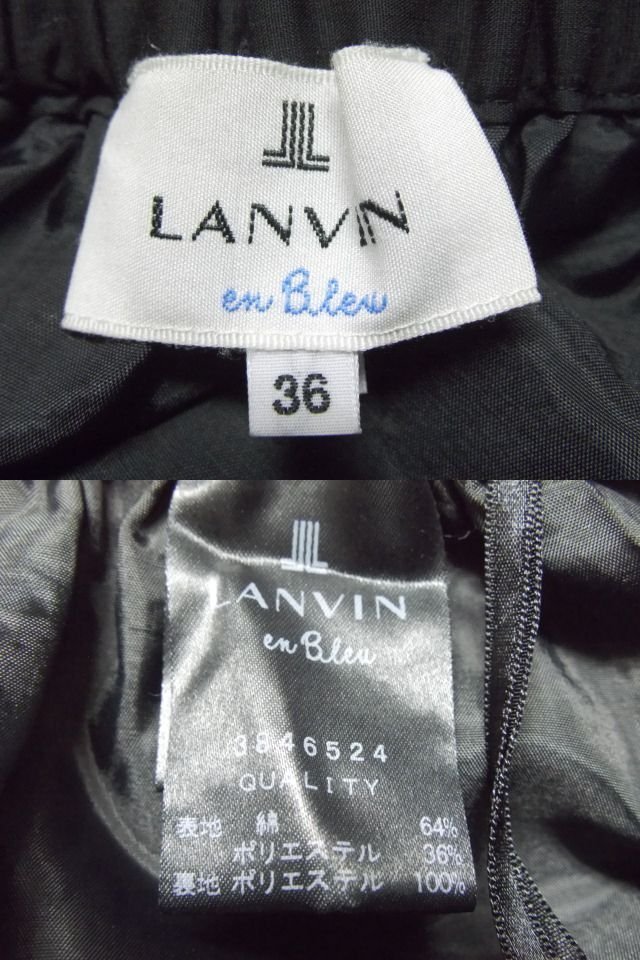 LANVIN
en Bleu
36
LANVIN
en Bleu
3846524
QUALITY
表地 綿 64%
ポリエステル 36%
裏地 ポリエステル 100%